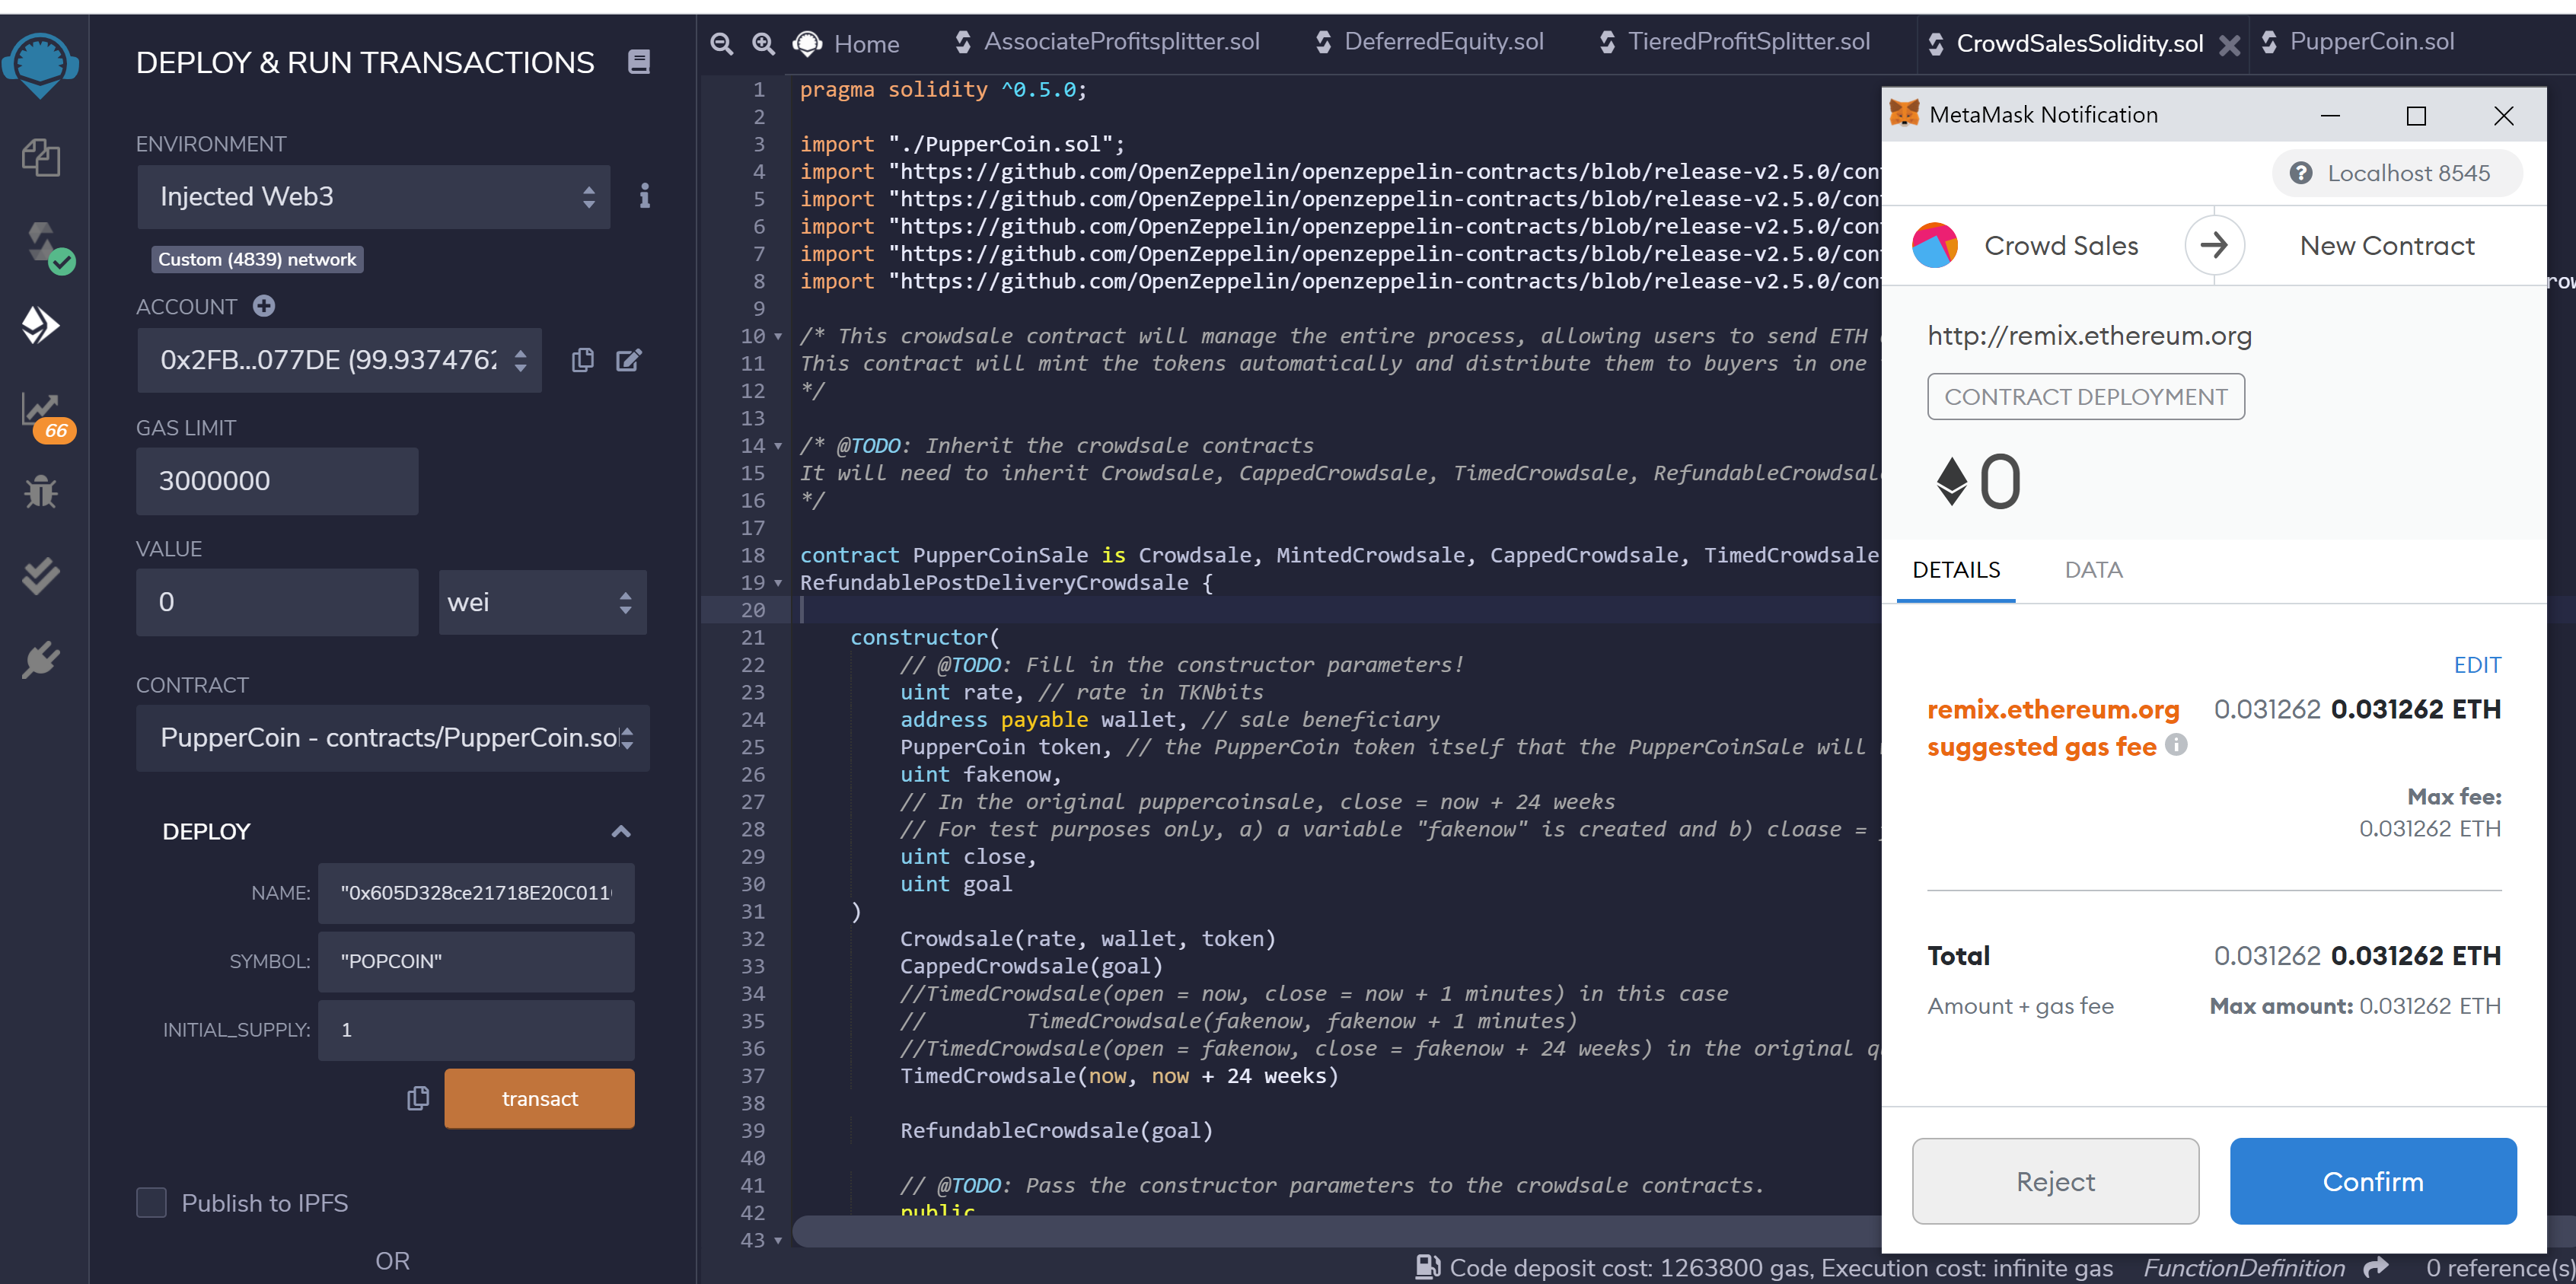 DEPLOY & RUN TRANSACTIONS
ENVIRONMENT
Injected Web3
Custom (4839) network
ACCOUNT
0x2FB...077DE (99.9374762
GAS LIMIT
3000000
VALUE
0
wei
CONTRACT
PupperCoin - contracts/PupperCoin.so
DEPLOY
NAME:
"0x605D328ce21718E20C011
SYMBOL:
"POPCOIN"
INITIAL_SUPPLY:
1
transact
Publish to IPFS
OR
66
Home
AssociateProfitsplitter.sol
DeferredEquity.sol
TieredProfitSplitter.sol
CrowdSalesSolidity.sol
PupperCoin.sol
1 pragma solidity ^0.5.0;
2
3 import "./PupperCoin.sol";
4 import "https://github.com/OpenZeppelin/openzeppelin-contracts/blob/release-v2.5.0/con
5 import "https://github.com/OpenZeppelin/openzeppelin-contracts/blob/release-v2.5.0/con
6 import "https://github.com/OpenZeppelin/openzeppelin-contracts/blob/release-v2.5.0/con
7 import "https://github.com/OpenZeppelin/openzeppelin-contracts/blob/release-v2.5.0/con
8 import "https://github.com/OpenZeppelin/openzeppelin-contracts/blob/release-v2.5.0/con
9
10 /* This crowdsale contract will manage the entire process, allowing users to send ETH
11 This contract will mint the tokens automatically and distribute them to buyers in one
12 */
13
14 /* @TODO: Inherit the crowdsale contracts
15 It will need to inherit Crowdsale, CappedCrowdsale, TimedCrowdsale, RefundableCrowdsal
16 */
17
18 contract PupperCoinSale is Crowdsale, MintedCrowdsale, CappedCrowdsale, TimedCrowdsale
19 RefundablePostDeliveryCrowdsale {
20
21 constructor(
22 // @TODO: Fill in the constructor parameters!
23 uint rate, // rate in TKNbits
24 address payable wallet, // sale beneficiary
25 PupperCoin token, // the PupperCoin token itself that the PupperCoinSale will
26 uint fakenow,
27 // In the original puppercoinsale, close = now + 24 weeks
28 // For test purposes only, a) a variable "fakenow" is created and b) cloase =
29 uint close,
30 uint goal
31 )
32 Crowdsale(rate, wallet, token)
33 CappedCrowdsale(goal)
34 //TimedCrowdsale(open = now, close = now + 1 minutes) in this case
35 // TimedCrowdsale(fakenow, fakenow + 1 minutes)
36 //TimedCrowdsale(open = fakenow, close = fakenow + 24 weeks) in the original q
37 TimedCrowdsale(now, now + 24 weeks)
38
39 RefundableCrowdsale(goal)
40
41 // @TODO: Pass the constructor parameters to the crowdsale contracts.
42 public
43
Code deposit cost: 1263800 gas, Execution cost: infinite gas
FunctionDefinition
0 reference(s)
MetaMask Notification
Localhost 8545
Crowd Sales
New Contract
http://remix.ethereum.org
CONTRACT DEPLOYMENT
0
DETAILS
DATA
EDIT
remix.ethereum.org 0.031262 0.031262 ETH
suggested gas fee
Max fee:
0.031262 ETH
Total 0.031262 0.031262 ETH
Amount + gas fee Max amount: 0.031262 ETH
Reject
Confirm